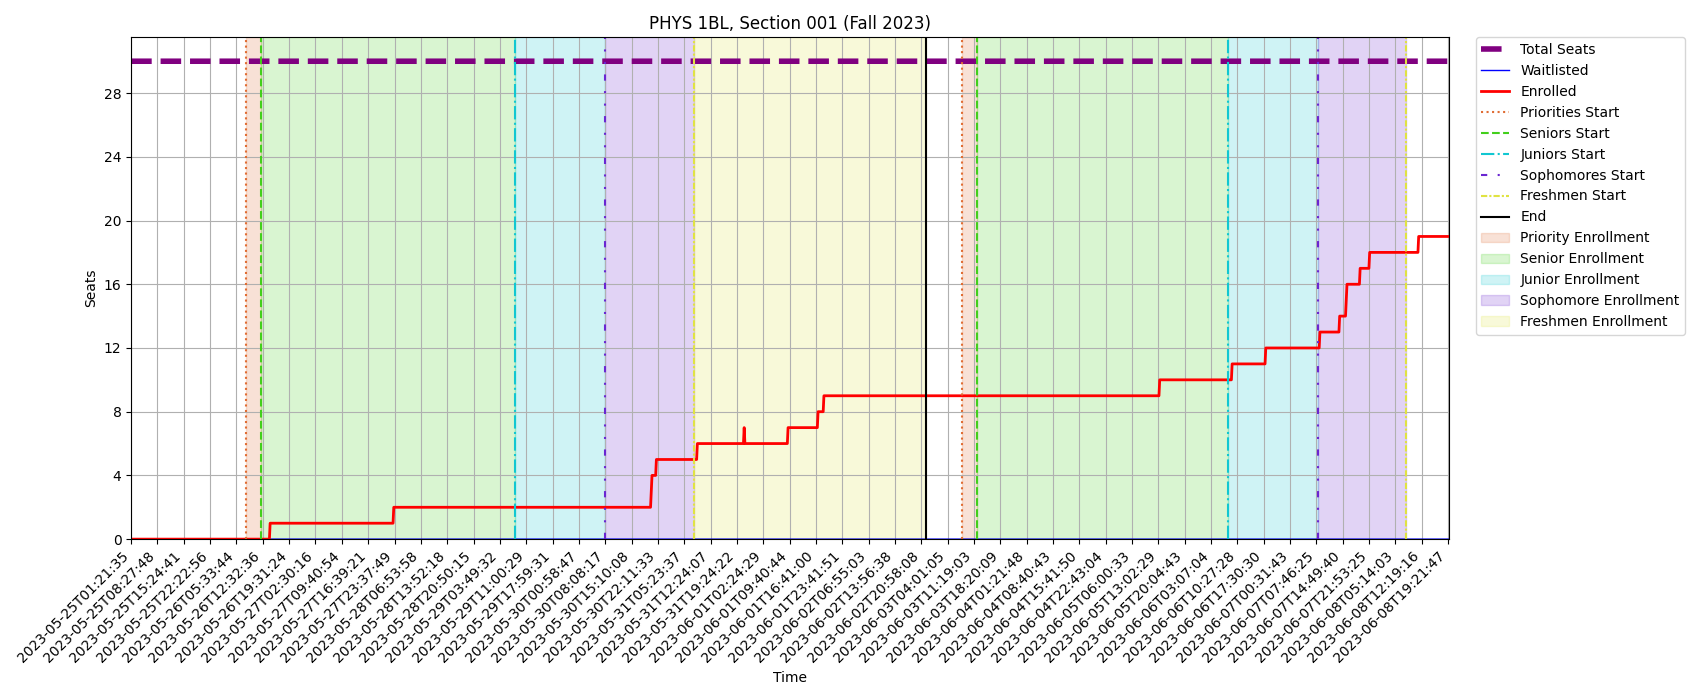 PHYS 1BL, Section 001 (Fall 2023)
Seats
28
24
20
16
12
8
4
0
2023-05-25T01:21:35
2023-05-25T08:27:48
2023-05-25T15:24:41
2023-05-25T22:22:56
2023-05-26T05:33:44
2023-05-26T12:32:36
2023-05-26T19:31:24
2023-05-27T02:30:16
2023-05-27T09:40:54
2023-05-27T16:39:21
2023-05-27T23:37:49
2023-05-28T06:53:58
2023-05-28T13:52:18
2023-05-28T20:50:15
2023-05-29T03:49:32
2023-05-29T11:00:29
2023-05-29T17:59:31
2023-05-30T00:58:47
2023-05-30T08:08:17
2023-05-30T15:10:08
2023-05-30T22:11:33
2023-05-31T05:23:37
2023-05-31T12:24:07
2023-05-31T19:24:22
2023-06-01T02:24:29
2023-06-01T09:40:44
2023-06-01T16:41:00
2023-06-01T23:41:51
2023-06-02T06:55:03
2023-06-02T13:56:38
2023-06-02T20:58:08
2023-06-03T04:01:05
2023-06-03T11:19:03
2023-06-03T18:20:09
2023-06-04T01:21:48
2023-06-04T08:40:43
2023-06-04T15:41:50
2023-06-04T22:43:04
2023-06-05T06:00:33
2023-06-05T13:02:29
2023-06-05T20:04:43
2023-06-06T03:07:04
2023-06-06T10:27:28
2023-06-06T17:30:30
2023-06-07T00:31:43
2023-06-07T07:46:25
2023-06-07T14:49:40
2023-06-07T21:53:25
2023-06-08T05:14:03
2023-06-08T12:19:16
2023-06-08T19:21:47
Time
Total Seats
Waitlisted
Enrolled
Priorities Start
Seniors Start
Juniors Start
Sophomores Start
Freshmen Start
End
Priority Enrollment
Senior Enrollment
Junior Enrollment
Sophomore Enrollment
Freshmen Enrollment